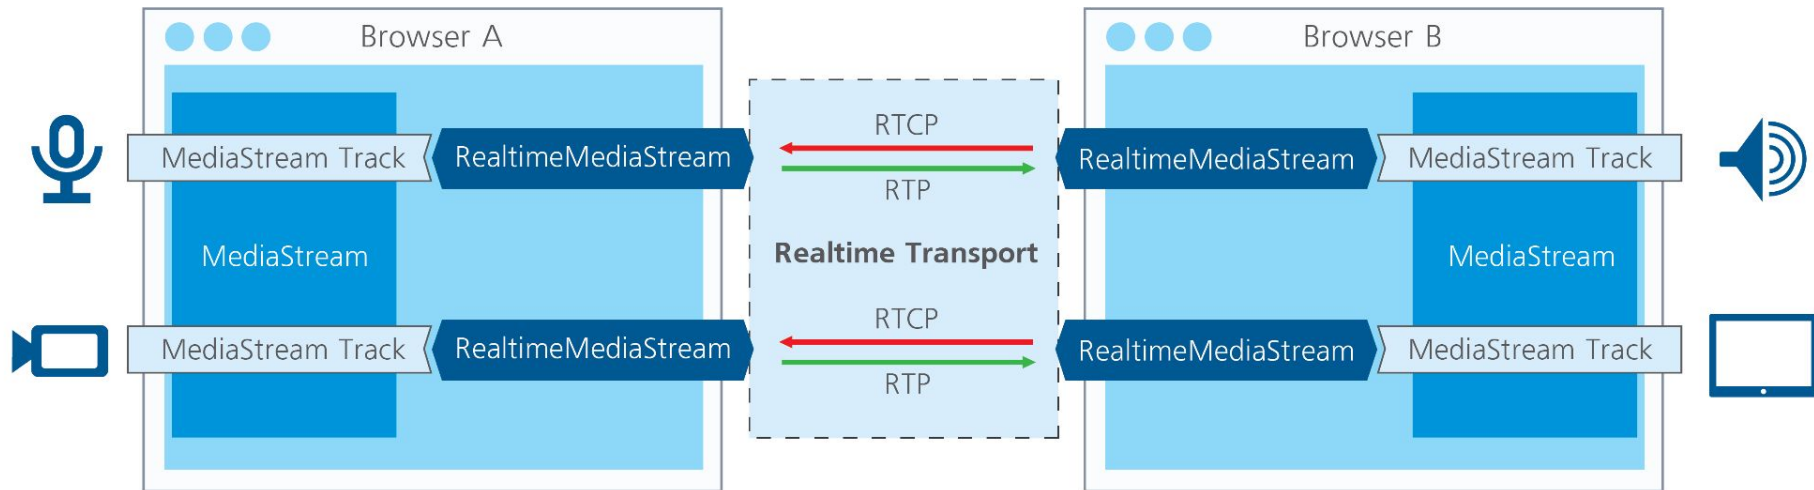 Browser A
Browser B
MediaStream Track
RealtimeMediaStream
RTCP
RTP
RealtimeMediaStream
MediaStream Track
MediaStream
Realtime Transport
MediaStream
MediaStream Track
RealtimeMediaStream
RTCP
RTP
RealtimeMediaStream
MediaStream Track